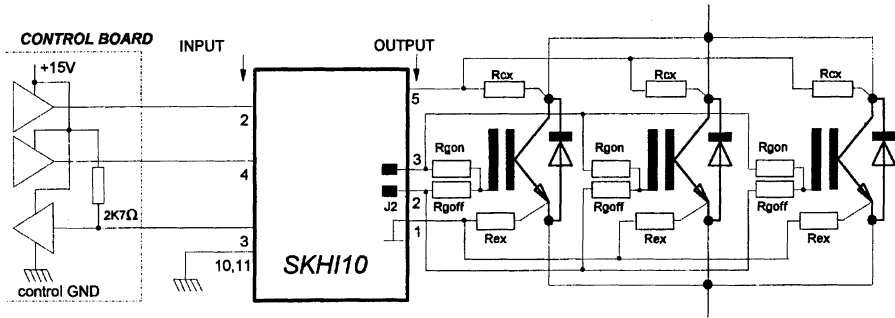 CONTROL BOARD
INPUT
OUTPUT
+15V
2
5
Rcx
Rcx
Rcx
4
3
Rgon
Rgon
Rgon
J2
2
Rgoff
Rgoff
Rgoff
2K7Ω
3
1
Rex
Rex
Rex
10,11
SKHI10
control GND